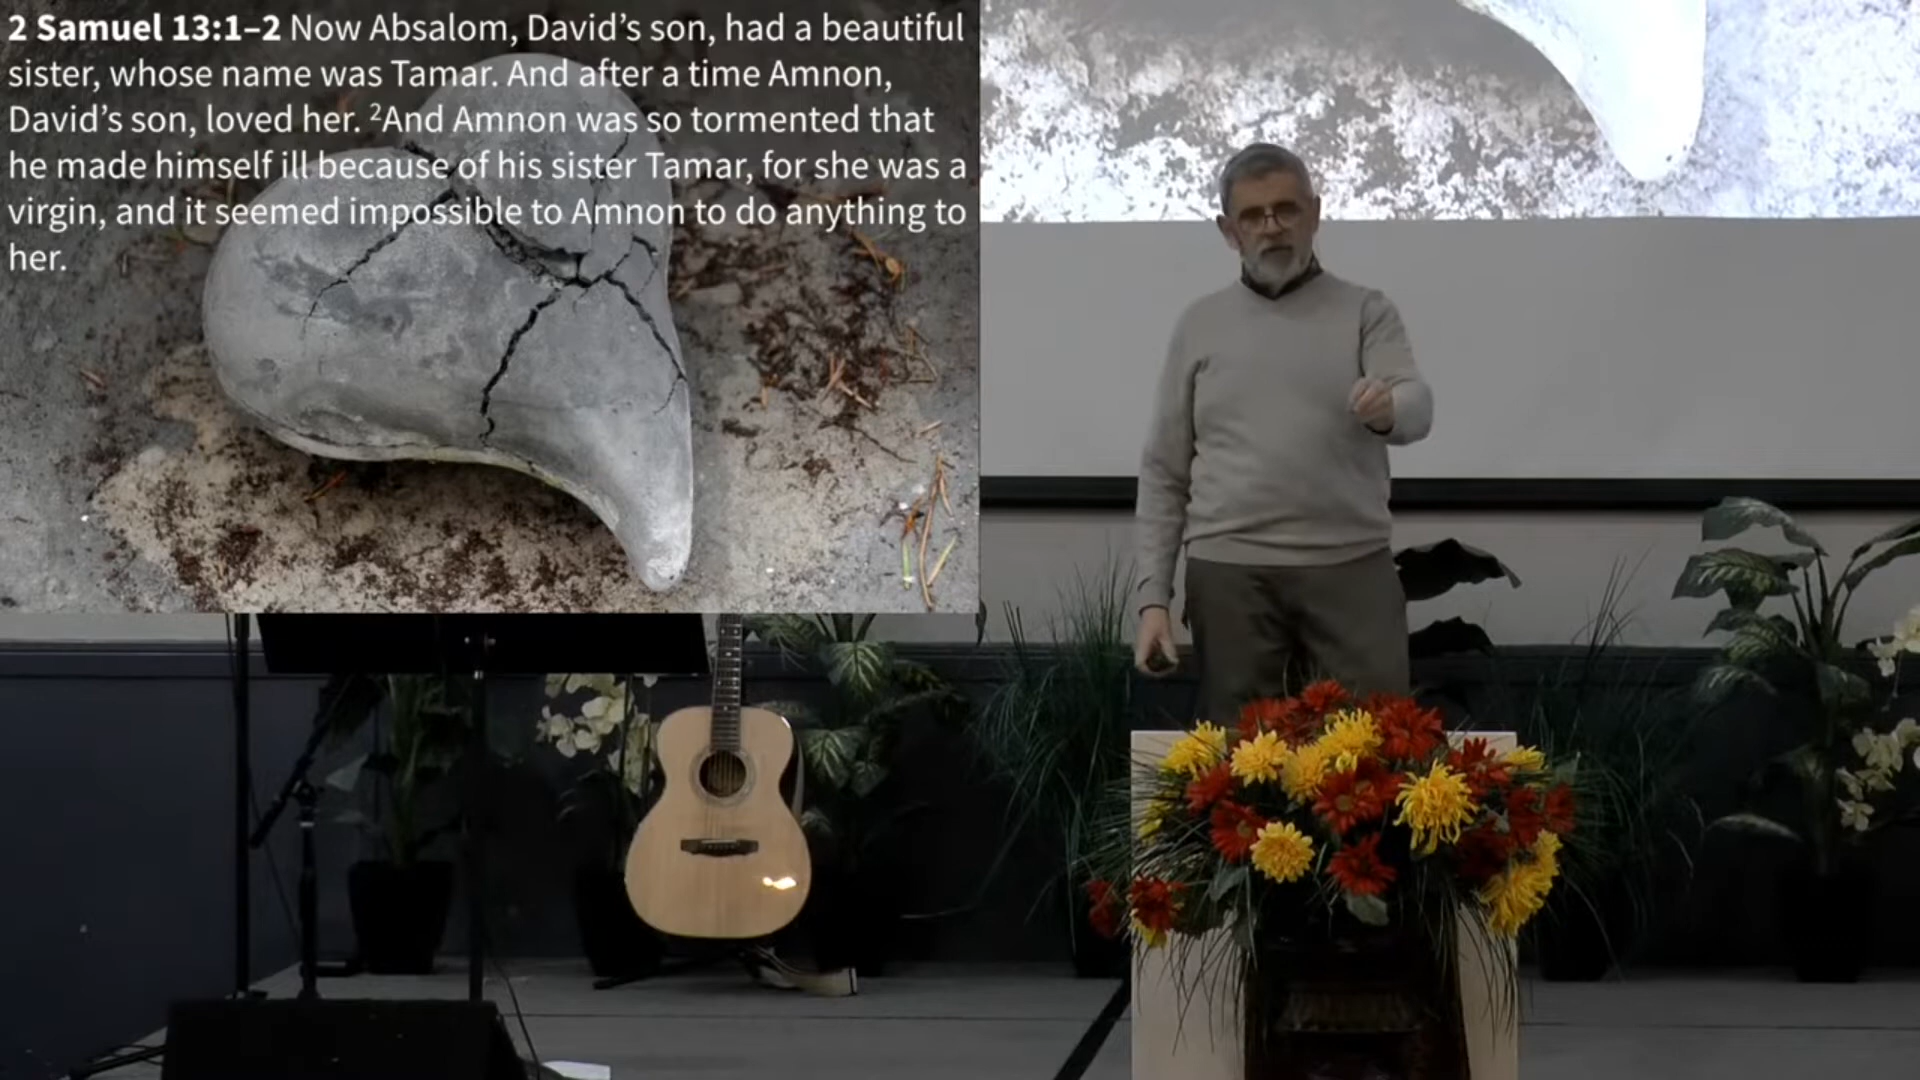 2 Samuel 13:1–2 Now Absalom, David’s son, had a beautiful
sister, whose name was Tamar. And after a time Amnon,
David’s son, loved her. ²And Amnon was so tormented that
he made himself ill because of his sister Tamar, for she was a
virgin, and it seemed impossible to Amnon to do anything to
her.